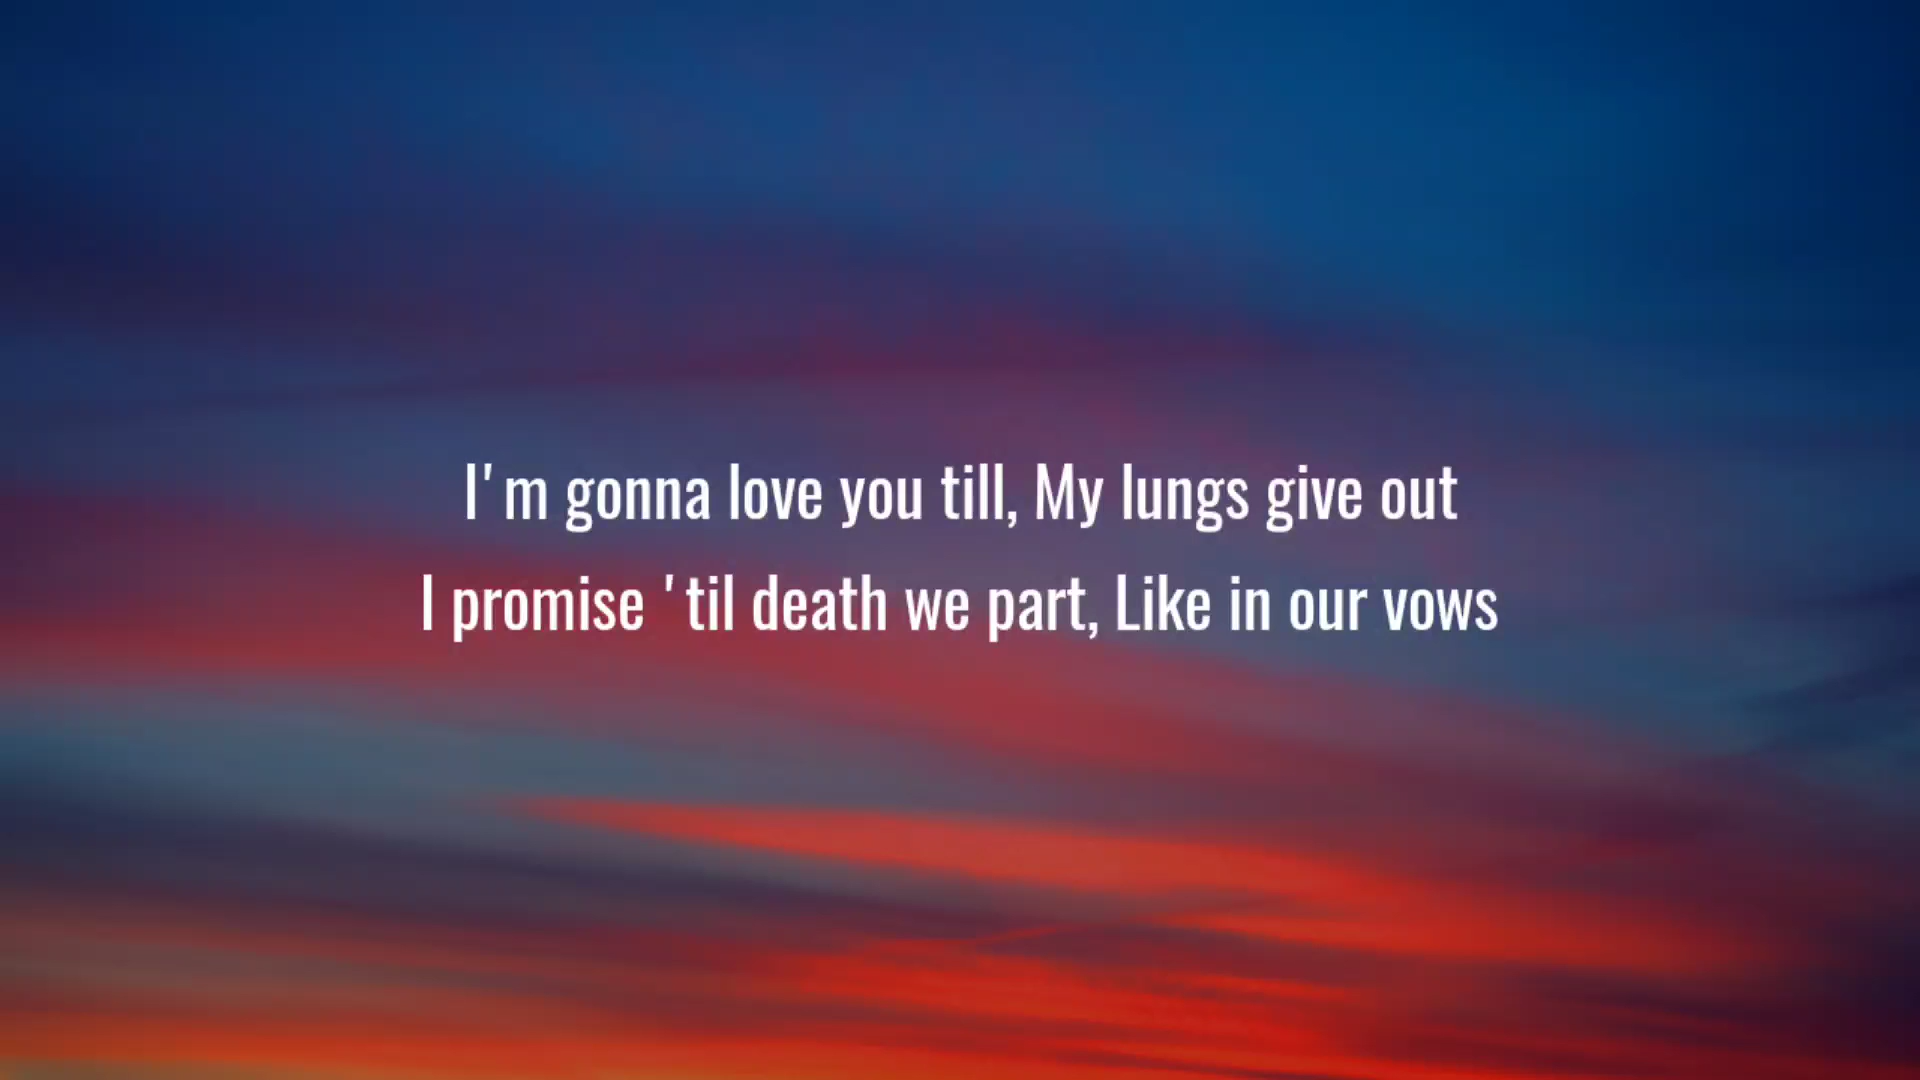 I'm gonna love you till, My lungs give out
I promise 'til death we part, Like in our vows